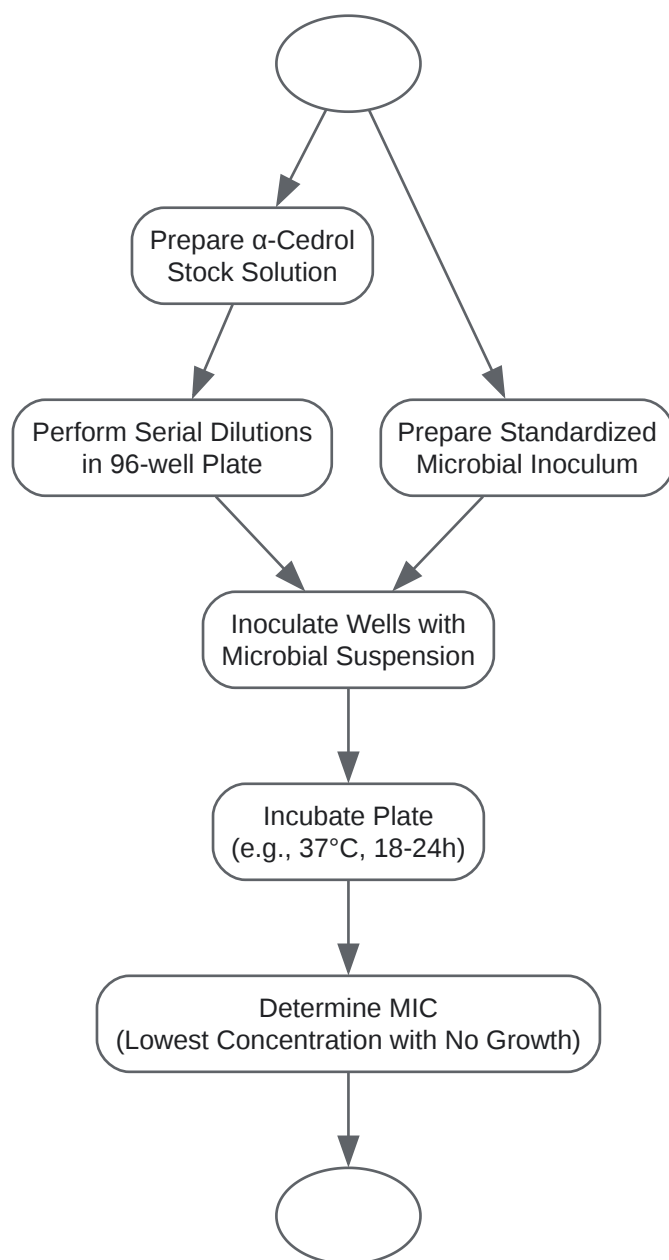 Prepare α-Cedrol
Stock Solution
Perform Serial Dilutions
in 96-well Plate
Prepare Standardized
Microbial Inoculum
Inoculate Wells with
Microbial Suspension
Incubate Plate
(e.g., 37°C, 18-24h)
Determine MIC
(Lowest Concentration with No Growth)